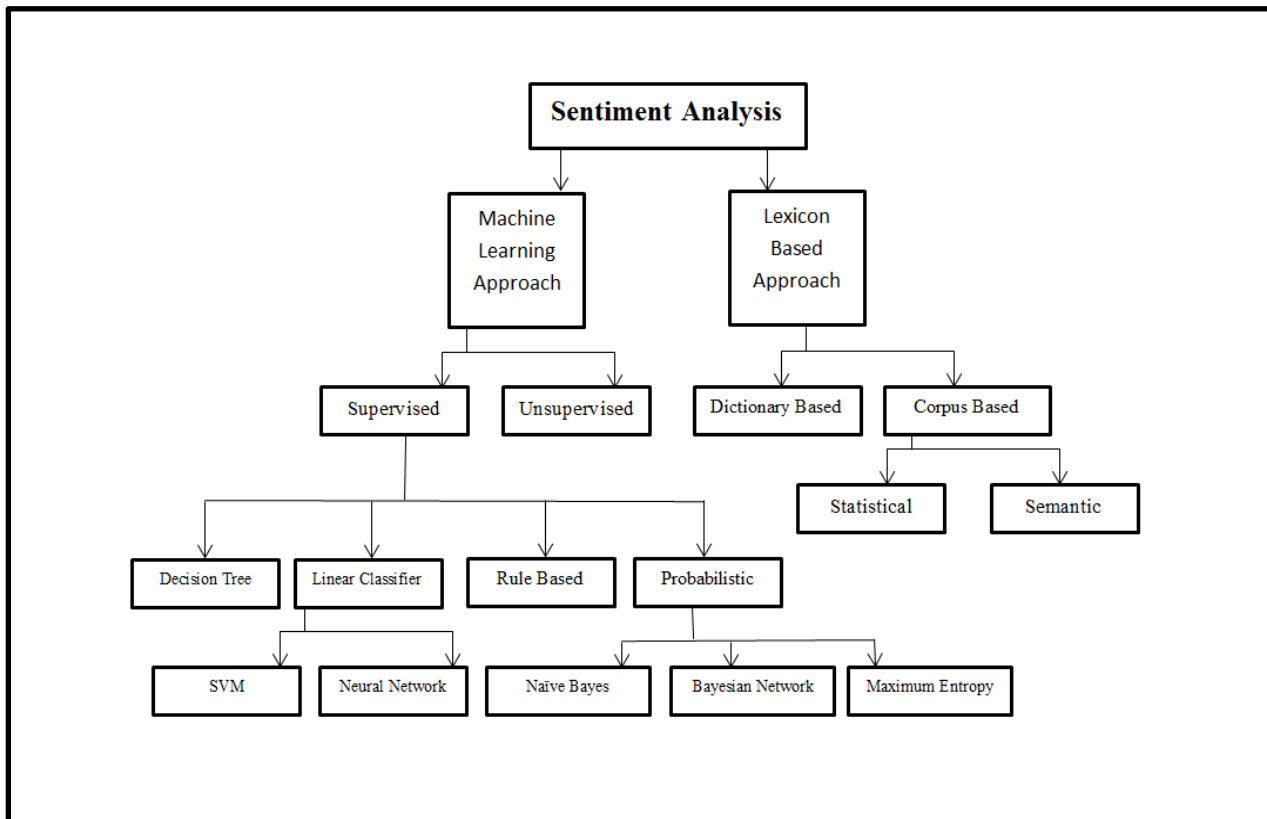 Sentiment Analysis
Machine
Learning
Approach
Lexicon
Based
Approach
Supervised
Unsupervised
Dictionary Based
Corpus Based
Statistical
Semantic
Decision Tree
Linear Classifier
Rule Based
Probabilistic
SVM
Neural Network
Naïve Bayes
Bayesian Network
Maximum Entropy